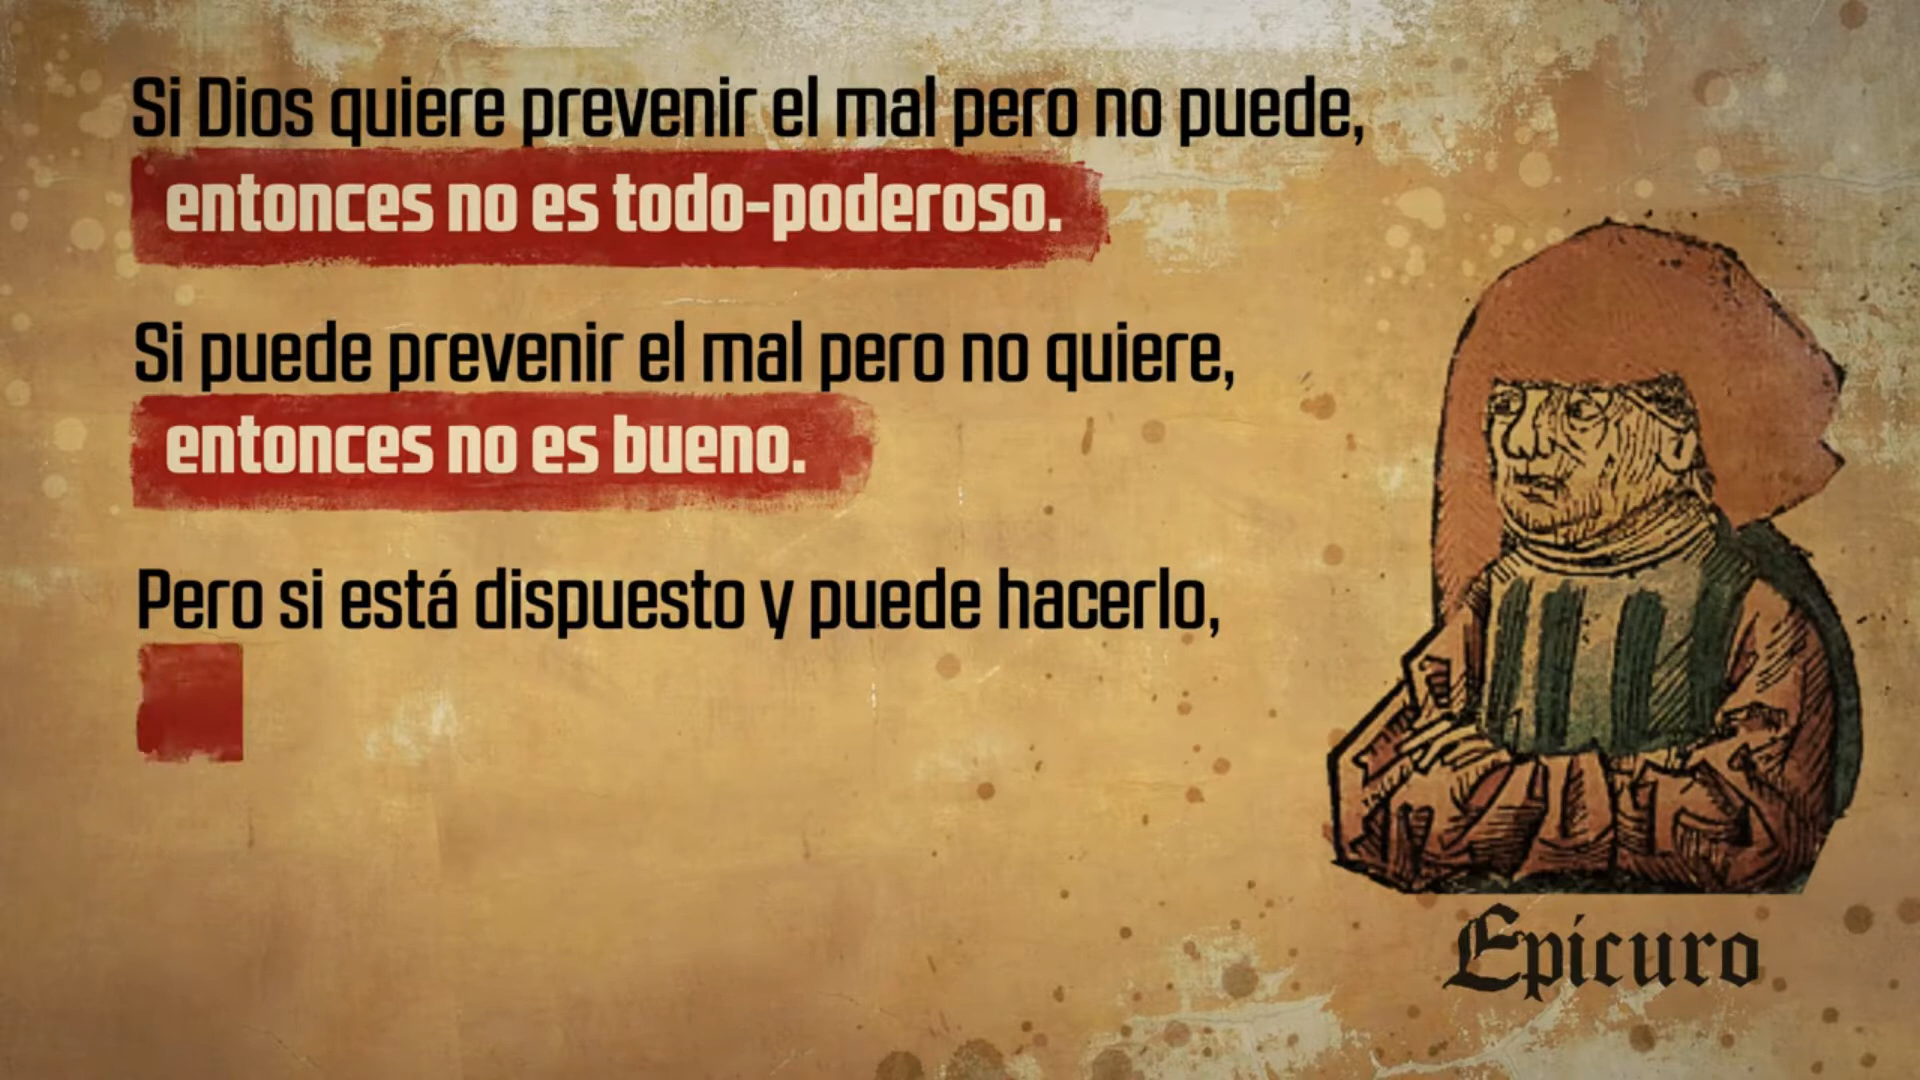 Si Dios quiere prevenir el mal pero no puede,
entonces no es todo-poderoso.
Si puede prevenir el mal pero no quiere,
entonces no es bueno.
Pero si está dispuesto y puede hacerlo,
Epicuro